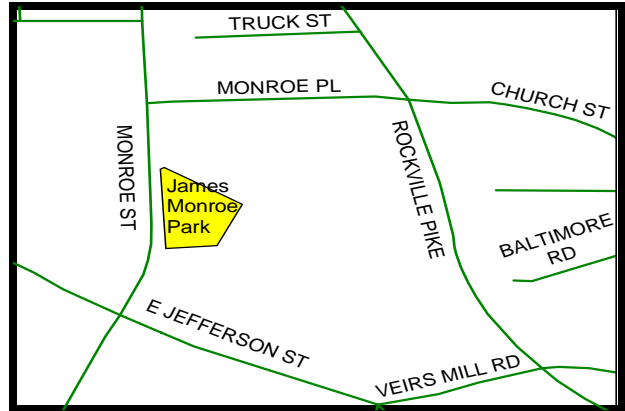 TRUCK ST
MONROE PL
CHURCH ST
MONROE ST
ROCKVILLE PIKE
James
Monroe
Park
BALTIMORE
RD
E JEFFERSON ST
VEIRS MILL RD